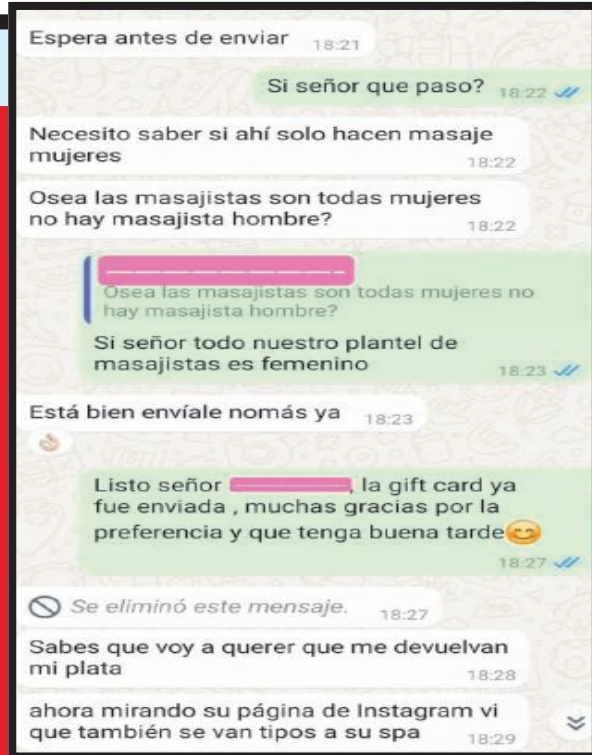 Espera antes de enviar 18:21
Si señor que paso? 18:22
Necesito saber si ahí solo hacen masaje
mujeres 18:22
Osea las masajistas son todas mujeres
no hay masajista hombre? 18:22
Osea las masajistas son todas mujeres no
hay masajista hombre?
Si señor todo nuestro plantel de
masajistas es femenino 18:23
Está bien envíale nomás ya 18:23
Listo señor , la gift card ya
fue enviada , muchas gracias por la
preferencia y que tenga buena tarde😊
18:27
Se eliminó este mensaje. 18:27
Sabes que voy a querer que me devuelvan
mi plata 18:28
ahora mirando su página de Instagram vi
que también se van tipos a su spa 18:29